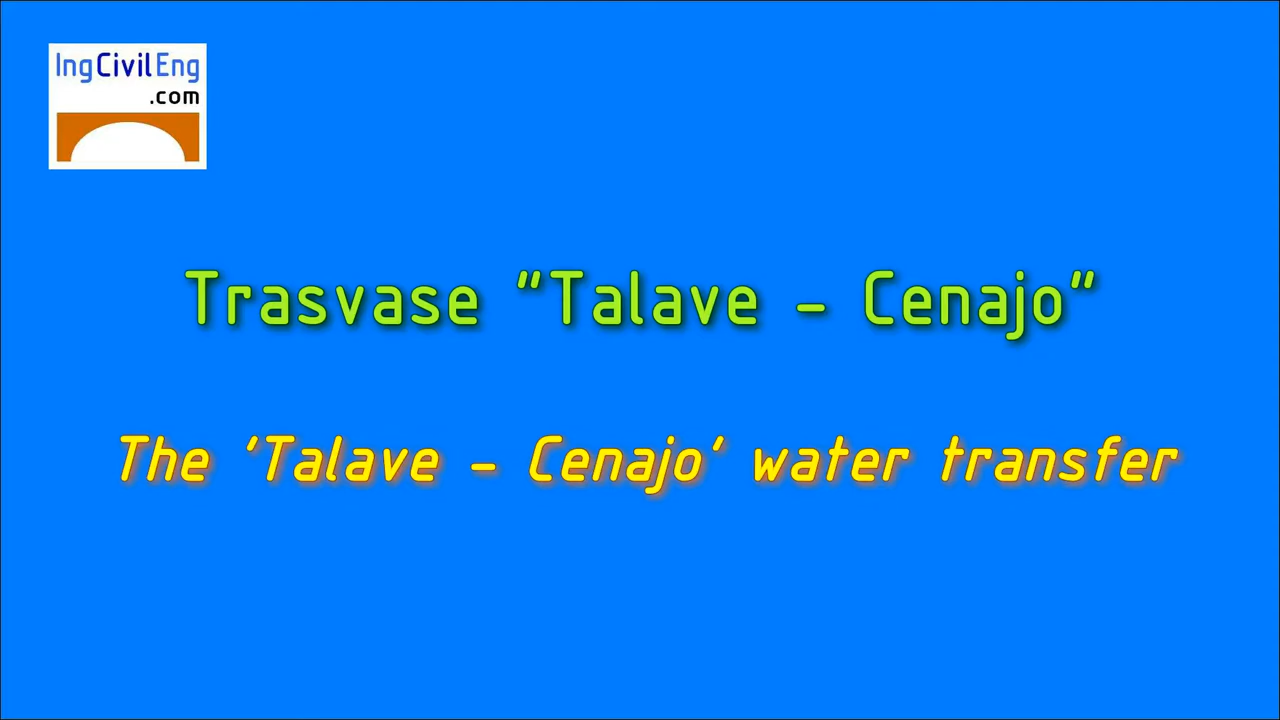 IngCivilEng
.com
Trasvase "Talave - Cenajo"
The 'Talave - Cenajo' water transfer